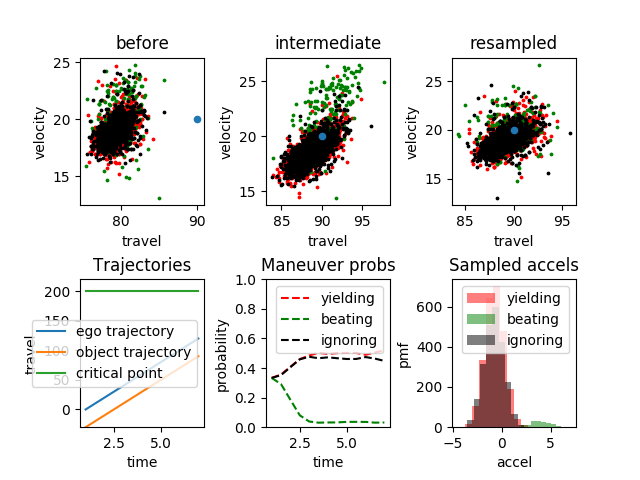 before
intermediate
resampled
25
20
15
velocity
80
90
travel
25
20
15
velocity
85
90
95
travel
25
20
15
velocity
85
90
95
travel
Trajectories
200
150
100
50
0
travel
ego trajectory
object trajectory
critical point
2.5
5.0
time
Maneuver probs
1.0
0.8
0.6
0.4
0.2
0.0
probability
yielding
beating
ignoring
2.5
5.0
time
Sampled accels
600
400
200
0
pmf
yielding
beating
ignoring
−5
0
5
accel